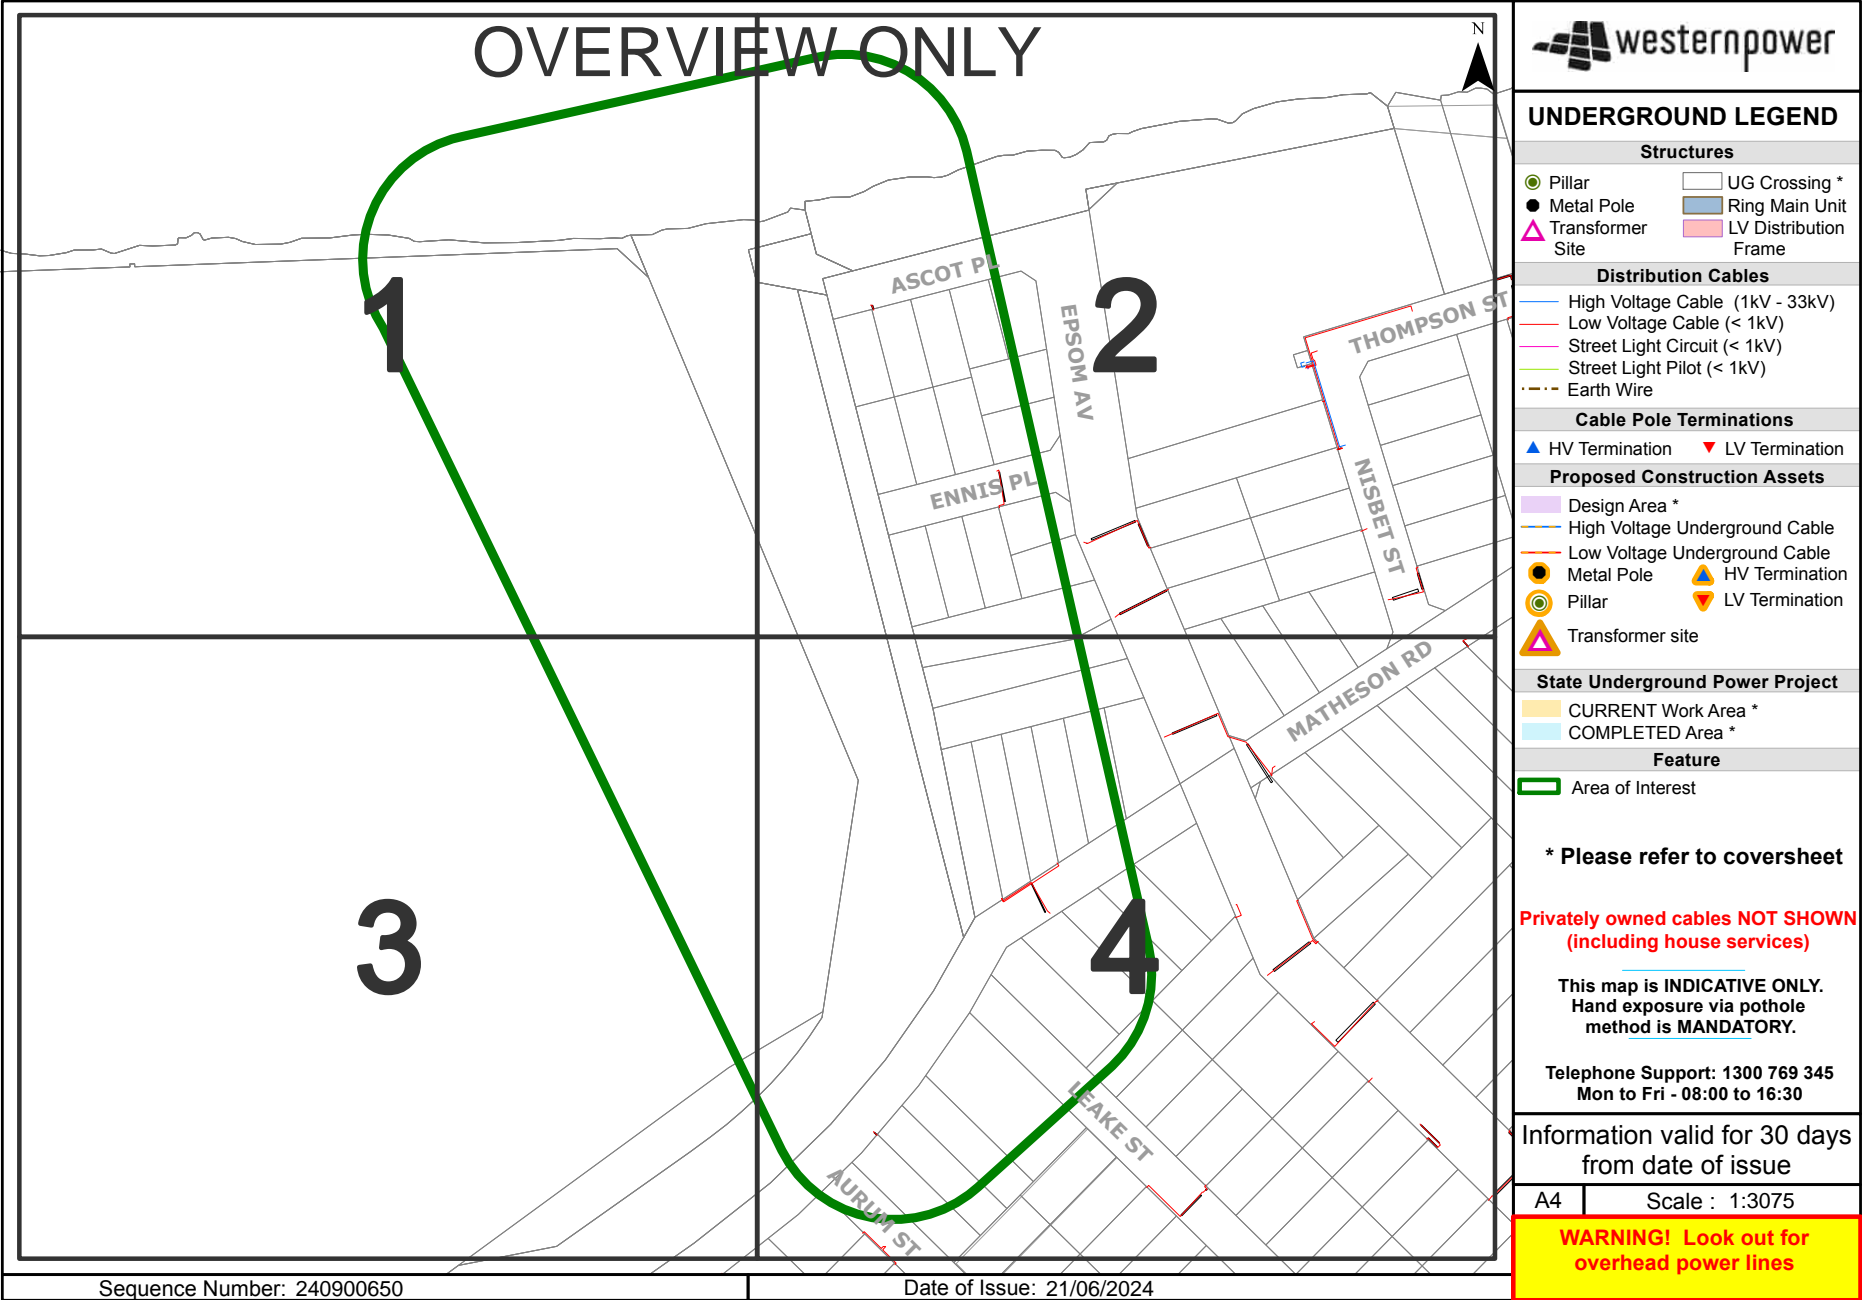 OVERVIEW ONLY
N
1
2
3
4
ASCOT PL
EPSOM AV
ENNIS PL
THOMPSON ST
NISBET ST
MATHESON RD
LEAKE ST
AURUM ST
westernpower
UNDERGROUND LEGEND
Structures
Pillar
UG Crossing *
Metal Pole
Ring Main Unit
Transformer
Site
LV Distribution
Frame
Distribution Cables
High Voltage Cable (1kV - 33kV)
Low Voltage Cable (< 1kV)
Street Light Circuit (< 1kV)
Street Light Pilot (< 1kV)
Earth Wire
Cable Pole Terminations
HV Termination
LV Termination
Proposed Construction Assets
Design Area *
High Voltage Underground Cable
Low Voltage Underground Cable
Metal Pole
HV Termination
Pillar
LV Termination
Transformer site
State Underground Power Project
CURRENT Work Area *
COMPLETED Area *
Feature
Area of Interest
* Please refer to coversheet
Privately owned cables NOT SHOWN
(including house services)
This map is INDICATIVE ONLY.
Hand exposure via pothole
method is MANDATORY.
Telephone Support: 1300 769 345
Mon to Fri - 08:00 to 16:30
Information valid for 30 days
from date of issue
A4
Scale : 1:3075
WARNING! Look out for
overhead power lines
Sequence Number: 240900650
Date of Issue: 21/06/2024